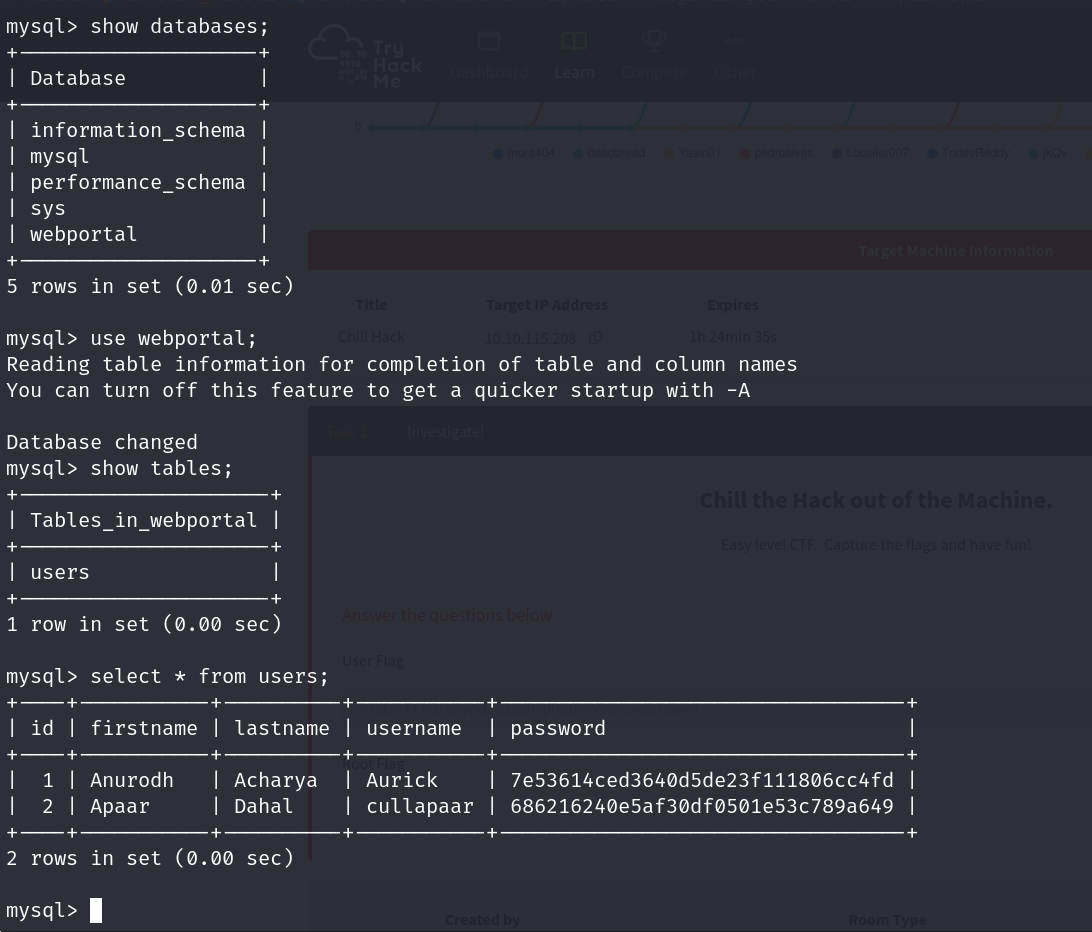 mysql> show databases;
+--------------------+
| Database           |
+--------------------+
| information_schema |
| mysql              |
| performance_schema |
| sys                |
| webportal          |
+--------------------+
5 rows in set (0.01 sec)
mysql> use webportal;
Reading table information for completion of table and column names
You can turn off this feature to get a quicker startup with -A
Database changed
mysql> show tables;
+---------------------+
| Tables_in_webportal |
+---------------------+
| users               |
+---------------------+
1 row in set (0.00 sec)
mysql> select * from users;
+----+-----------+----------+-----------+----------------------------------+
| id | firstname | lastname | username  | password                         |
+----+-----------+----------+-----------+----------------------------------+
|  1 | Anurodh   | Acharya  | Aurick    | 7e53614ced3640d5de23f111806cc4fd |
|  2 | Apaar     | Dahal    | cullapaar | 686216240e5af30df0501e53c789a649 |
+----+-----------+----------+-----------+----------------------------------+
2 rows in set (0.00 sec)
mysql>
Try
Hack
Me
Dashboard Learn Compete Other
0
deadbread Yasin01 pedroalves
Target Machine Information
Title Target IP Address Expires
Chill Hack 10.10.115.208 1h 24min 35s
Task 1 Investigate!
Chill the Hack out of the Machine.
Easy level CTF. Capture the flags and have fun!
Answer the questions below
User Flag
Root Flag
Created by Room Type